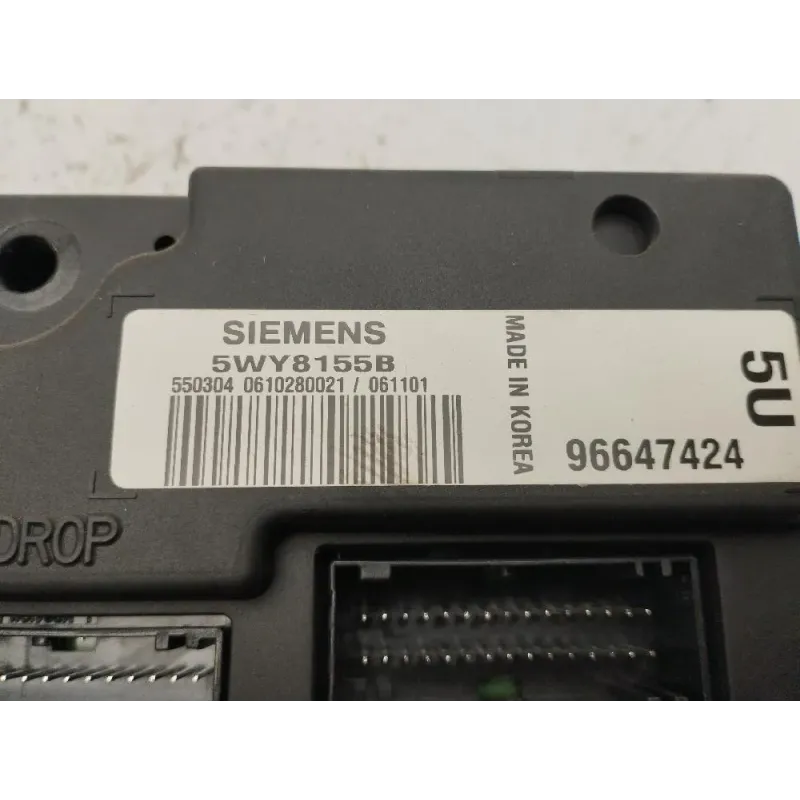 SIEMENS
5WY8155B
550304 0610280021 / 061101
MADE IN KOREA
5U
96647424
DROP